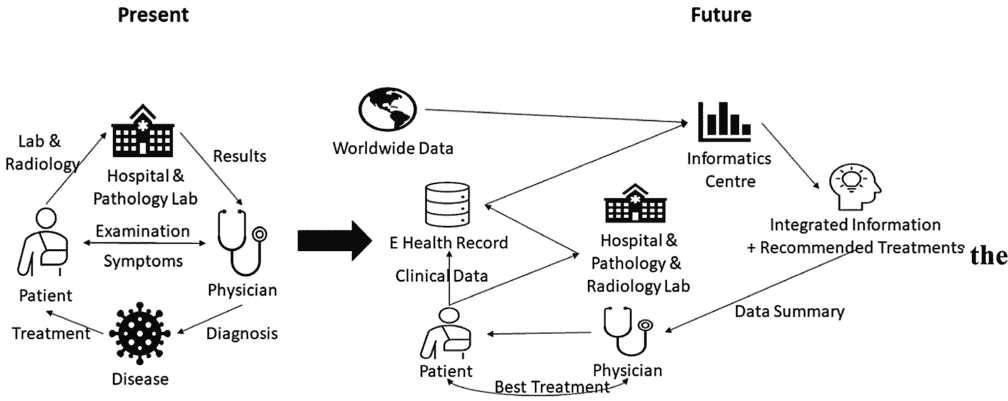 Present
Lab &
Radiology
Hospital &
Pathology Lab
Results
Examination
Symptoms
Patient
Physician
Treatment
Diagnosis
Disease
Future
Worldwide Data
Informatics
Centre
E Health Record
Hospital &
Pathology &
Radiology Lab
Integrated Information
+ Recommended Treatments
the
Clinical Data
Data Summary
Patient
Physician
Best Treatment